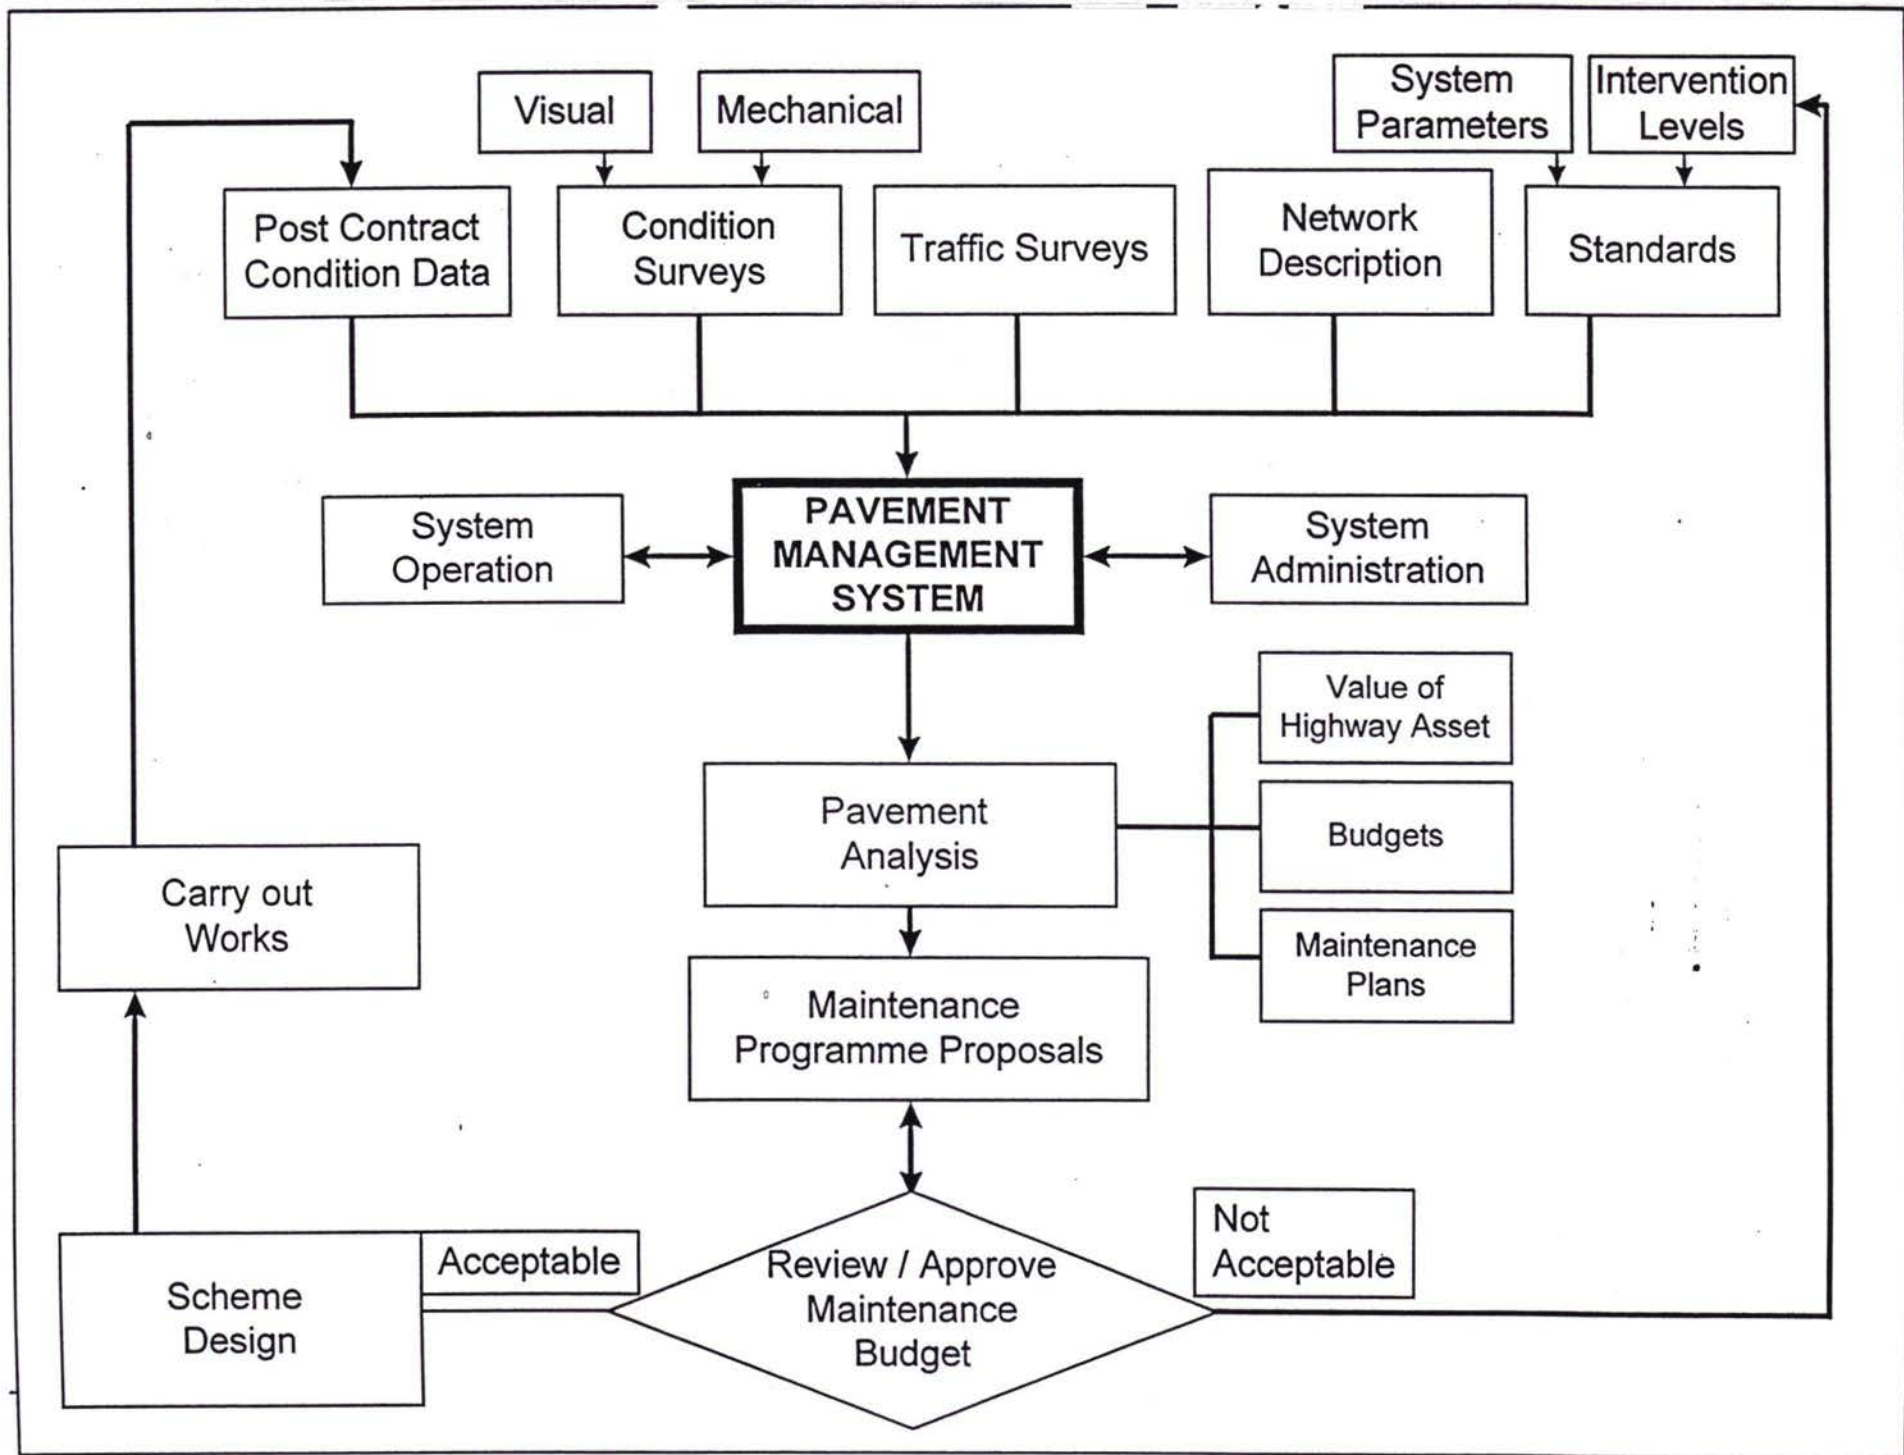 Visual
Mechanical
System
Parameters
Intervention
Levels
Post Contract
Condition Data
Condition
Surveys
Traffic Surveys
Network
Description
Standards
System
Operation
PAVEMENT
MANAGEMENT
SYSTEM
System
Administration
Value of
Highway Asset
Pavement
Analysis
Budgets
Carry out
Works
Maintenance
Plans
Maintenance
Programme Proposals
Scheme
Design
Acceptable
Review / Approve
Maintenance
Budget
Not
Acceptable